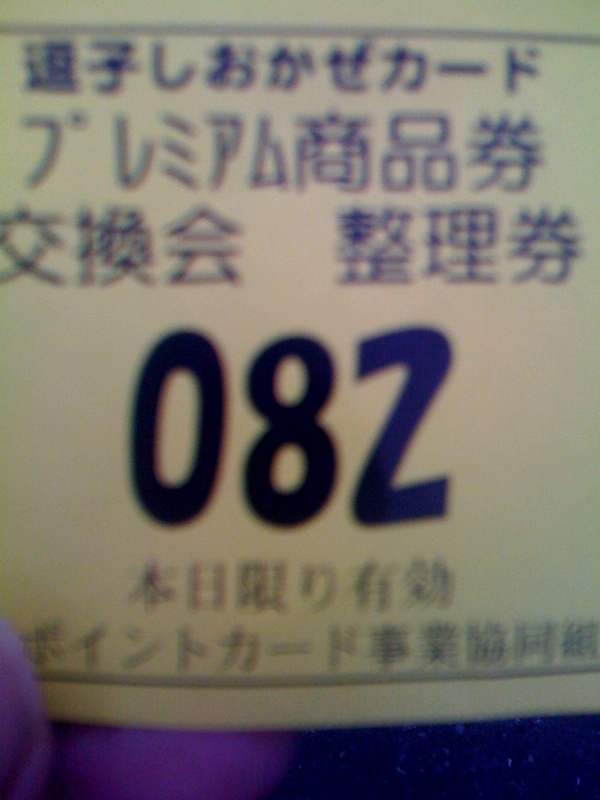 逗子しおかぜカード
プレミアム商品券
交換会　整理券
082
本日限り有効
ポイントカード事業協同組